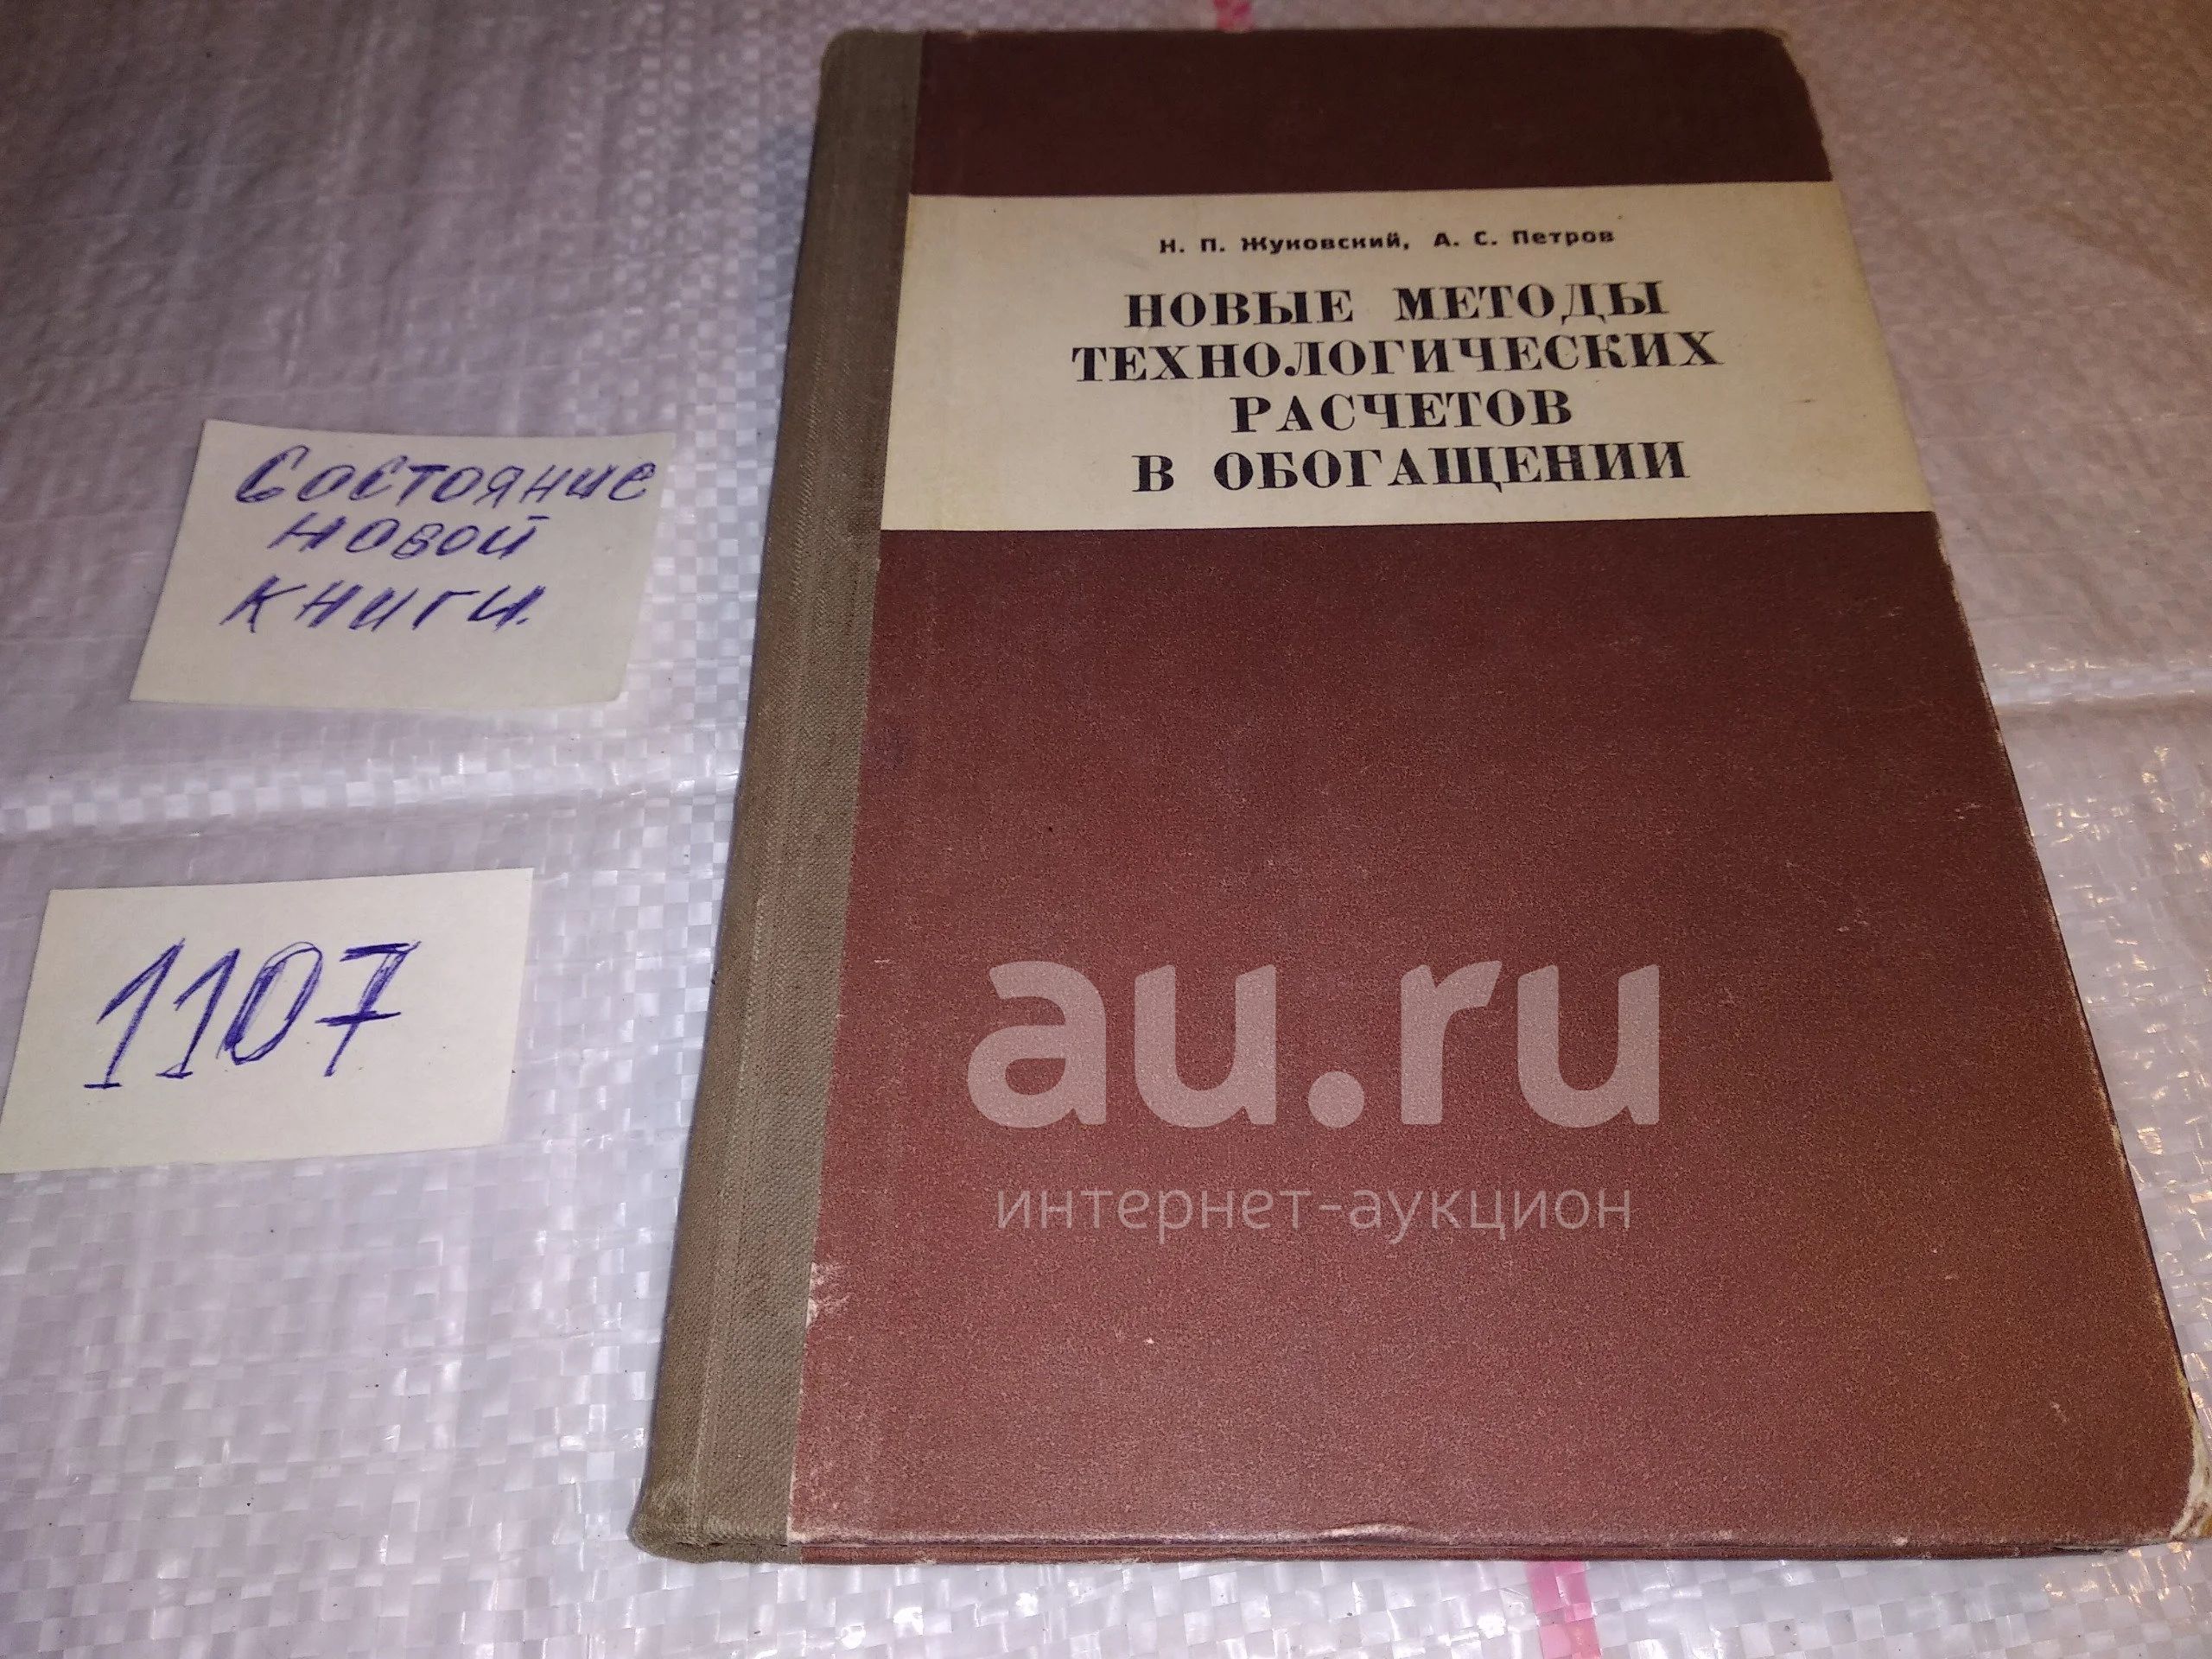 Н. П. Жуковский, А. С. Петров
НОВЫЕ МЕТОДЫ
ТЕХНОЛОГИЧЕСКИХ
РАСЧЕТОВ
В ОБОГАЩЕНИИ
Состояние
новой
книги.
1107
au.ru
интернет-аукцион